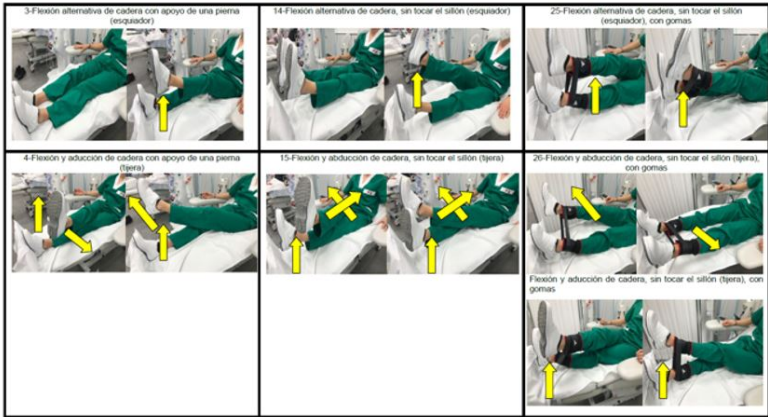 3-Flexión alternativa de cadera con apoyo de una pierna
(esquiador)
14-Flexión alternativa de cadera, sin tocar el sillón (esquiador)
25-Flexión alternativa de cadera, sin tocar el sillón
(esquiador), con gomas
4-Flexión y aducción de cadera con apoyo de una pierna
(tijera)
15-Flexión y abducción de cadera, sin tocar el sillón (tijera)
26-Flexión y abducción de cadera, sin tocar el sillón (tijera),
con gomas
Flexión y aducción de cadera, sin tocar el sillón (tijera), con
gomas